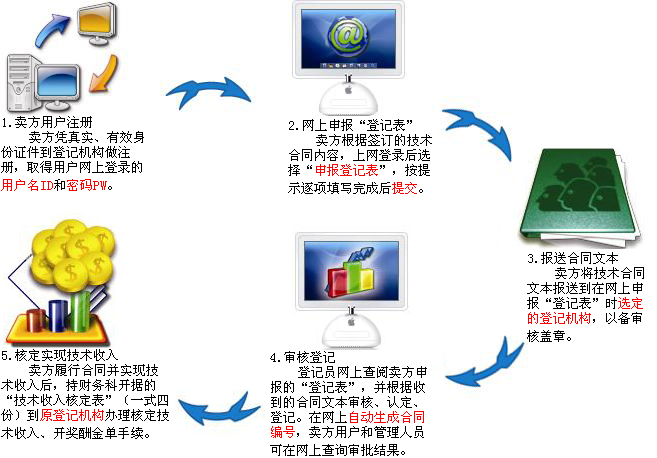 1.卖方用户注册
卖方凭真实、有效身
份证件到登记机构做注
册，取得用户网上登录的
用户名ID和密码PW。
2.网上申报“登记表”
卖方根据签订的技术
合同内容，上网登录后选
择“申报登记表”，按提
示逐项填写完成后提交。
3.报送合同文本
卖方将技术合同
文本报送到在网上申
报“登记表”时选定
的登记机构，以备审
核盖章。
4.审核登记
登记员网上查阅卖方申
报的“登记表”，并根据收
到的合同文本审核、认定、
登记。在网上自动生成合同
编号，卖方用户和管理人员
可在网上查询审批结果。
5.核定实现技术收入
卖方履行合同并实现技
术收入后，持财务科开据的
“技术收入核定表”（一式四
份）到原登记机构办理核定技
术收入、开奖酬金单手续。